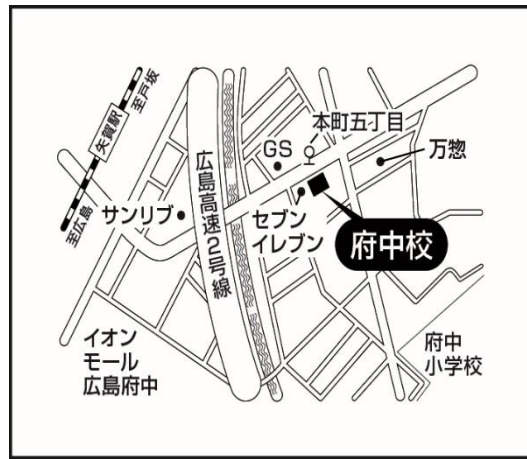 至戸坂
矢賀駅
至広島
サンリブ
広島高速2号線
GS
本町五丁目
万惣
セブン
イレブン
府中校
イオン
モール
広島府中
府中
小学校